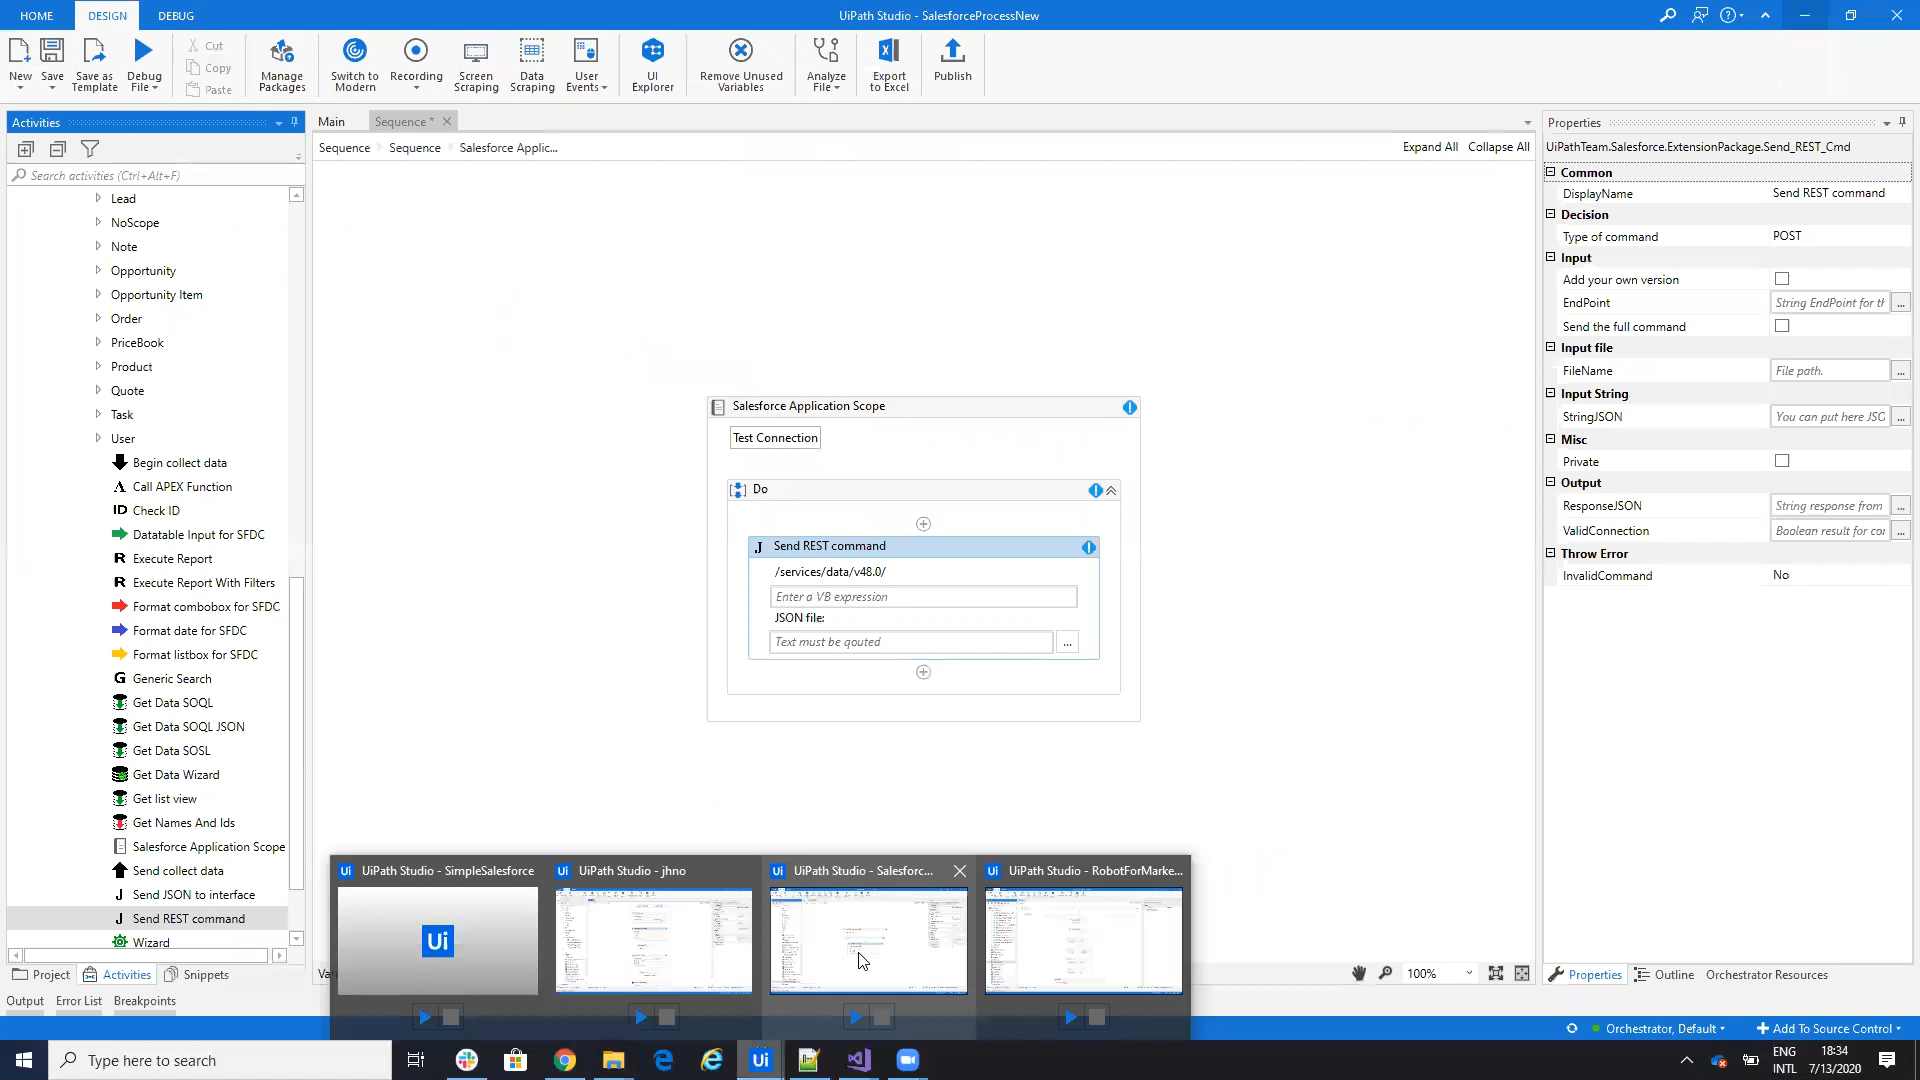 HOME
DESIGN
DEBUG
UiPath Studio - SalesforceProcessNew
New
Save
Save as
Template
Debug
File
Cut
Copy
Paste
Manage
Packages
Switch to
Modern
Recording
Screen
Scraping
Data
Scraping
User
Events
UI
Explorer
Remove Unused
Variables
Analyze
File
Export
to Excel
Publish
Activities
Search activities (Ctrl+Alt+F)
Lead
NoScope
Note
Opportunity
Opportunity Item
Order
PriceBook
Product
Quote
Task
User
Begin collect data
Call APEX Function
ID Check ID
Datatable Input for SFDC
R Execute Report
R Execute Report With Filters
Format combobox for SFDC
Format date for SFDC
Format listbox for SFDC
G Generic Search
Get Data SOQL
Get Data SOQL JSON
Get Data SOSL
Get Data Wizard
Get list view
Get Names And Ids
Salesforce Application Scope
Send collect data
J Send JSON to interface
J Send REST command
Wizard
Project
Activities
Snippets
Output
Error List
Breakpoints
Main
Sequence *
Sequence
Sequence
Salesforce Applic...
Expand All
Collapse All
Salesforce Application Scope
Test Connection
Do
J Send REST command
/services/data/v48.0/
Enter a VB expression
JSON file:
Text must be qouted
...
100%
Properties
UiPathTeam.Salesforce.ExtensionPackage.Send_REST_Cmd
Common
DisplayName Send REST command
Decision
Type of command POST
Input
Add your own version
EndPoint String EndPoint for th ...
Send the full command
Input file
FileName File path. ...
Input String
StringJSON You can put here JSC ...
Misc
Private
Output
ResponseJSON String response from ...
ValidConnection Boolean result for cor ...
Throw Error
InvalidCommand No
Properties
Outline
Orchestrator Resources
Ui UiPath Studio - SimpleSalesforce
Ui UiPath Studio - jhno
Ui UiPath Studio - Salesforc...
Ui UiPath Studio - RobotForMarke...
Ui
Orchestrator, Default
Add To Source Control
Type here to search
Ui
ENG
INTL
18:34
7/13/2020